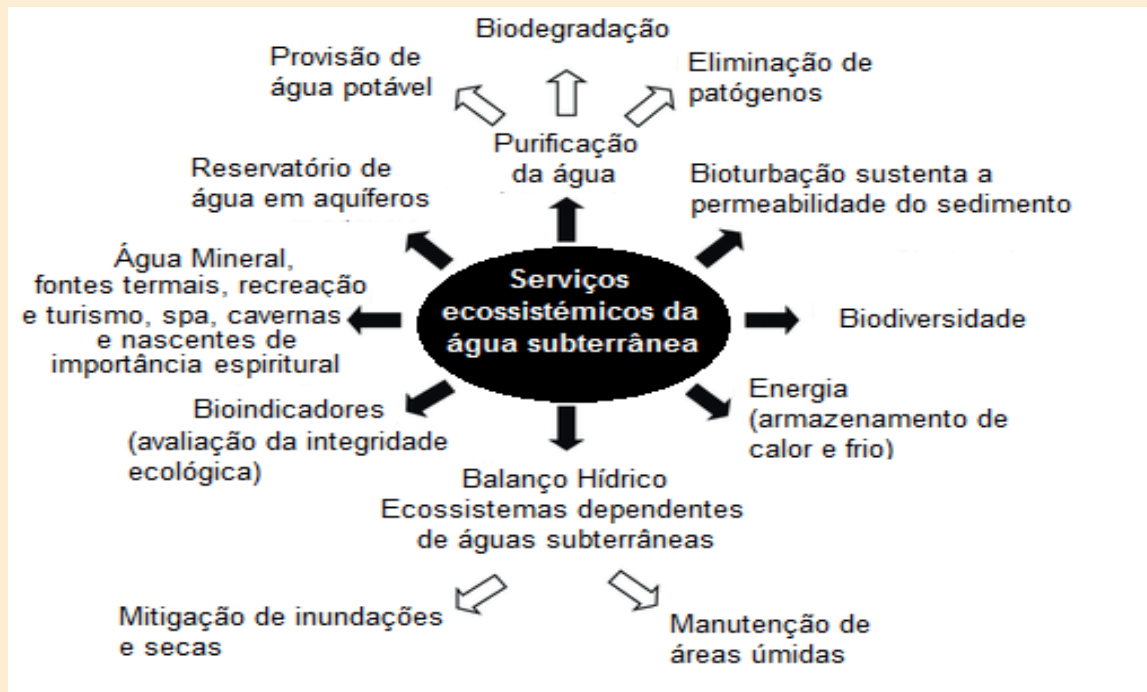 Biodegradação
Provisão de
água potável
Eliminação de
patógenos
Purificação
da água
Reservatório de
água em aquíferos
Bioturbação sustenta a
permeabilidade do sedimento
Água Mineral,
fontes termais, recreação
e turismo, spa, cavernas
e nascentes de
importância espiritural
Serviços
ecossistémicos da
água subterrânea
Biodiversidade
Bioindicadores
(avaliação da integridade
ecológica)
Energia
(armazenamento de
calor e frio)
Balanço Hídrico
Ecossistemas dependentes
de águas subterrâneas
Mitigação de inundações
e secas
Manutenção de
áreas úmidas